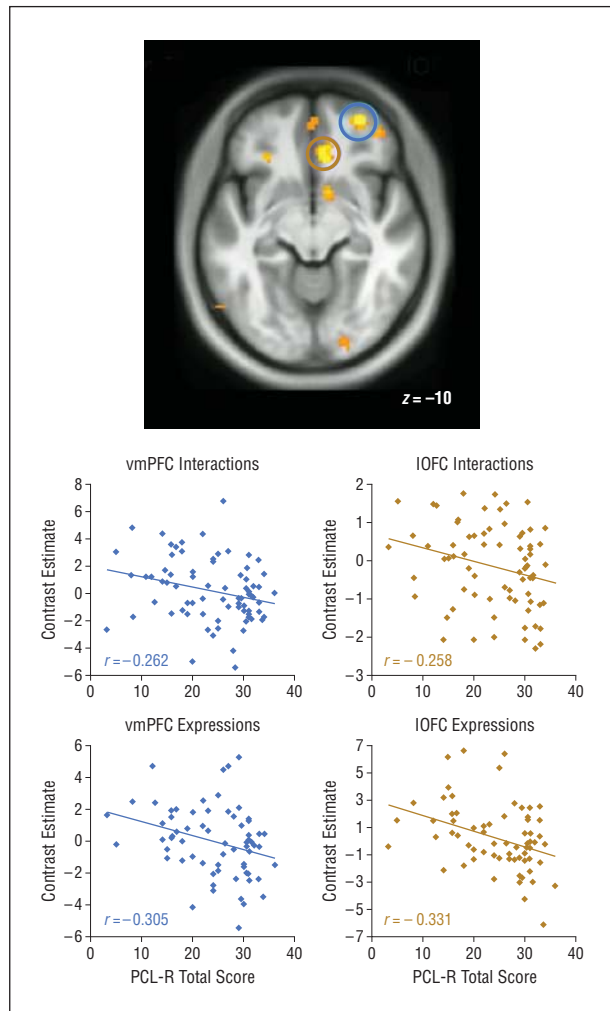 z = –10
vmPFC Interactions
lOFC Interactions
8
6
4
2
0
−2
−4
−6
Contrast Estimate
r = – 0.262
0 10 20 30 40
2
1
0
−1
−2
−3
Contrast Estimate
r = – 0.258
0 10 20 30 40
vmPFC Expressions
lOFC Expressions
6
4
2
0
−2
−4
−6
Contrast Estimate
r = – 0.305
0 10 20 30 40
PCL-R Total Score
7
5
3
1
−1
−3
−5
−7
Contrast Estimate
r = – 0.331
0 10 20 30 40
PCL-R Total Score